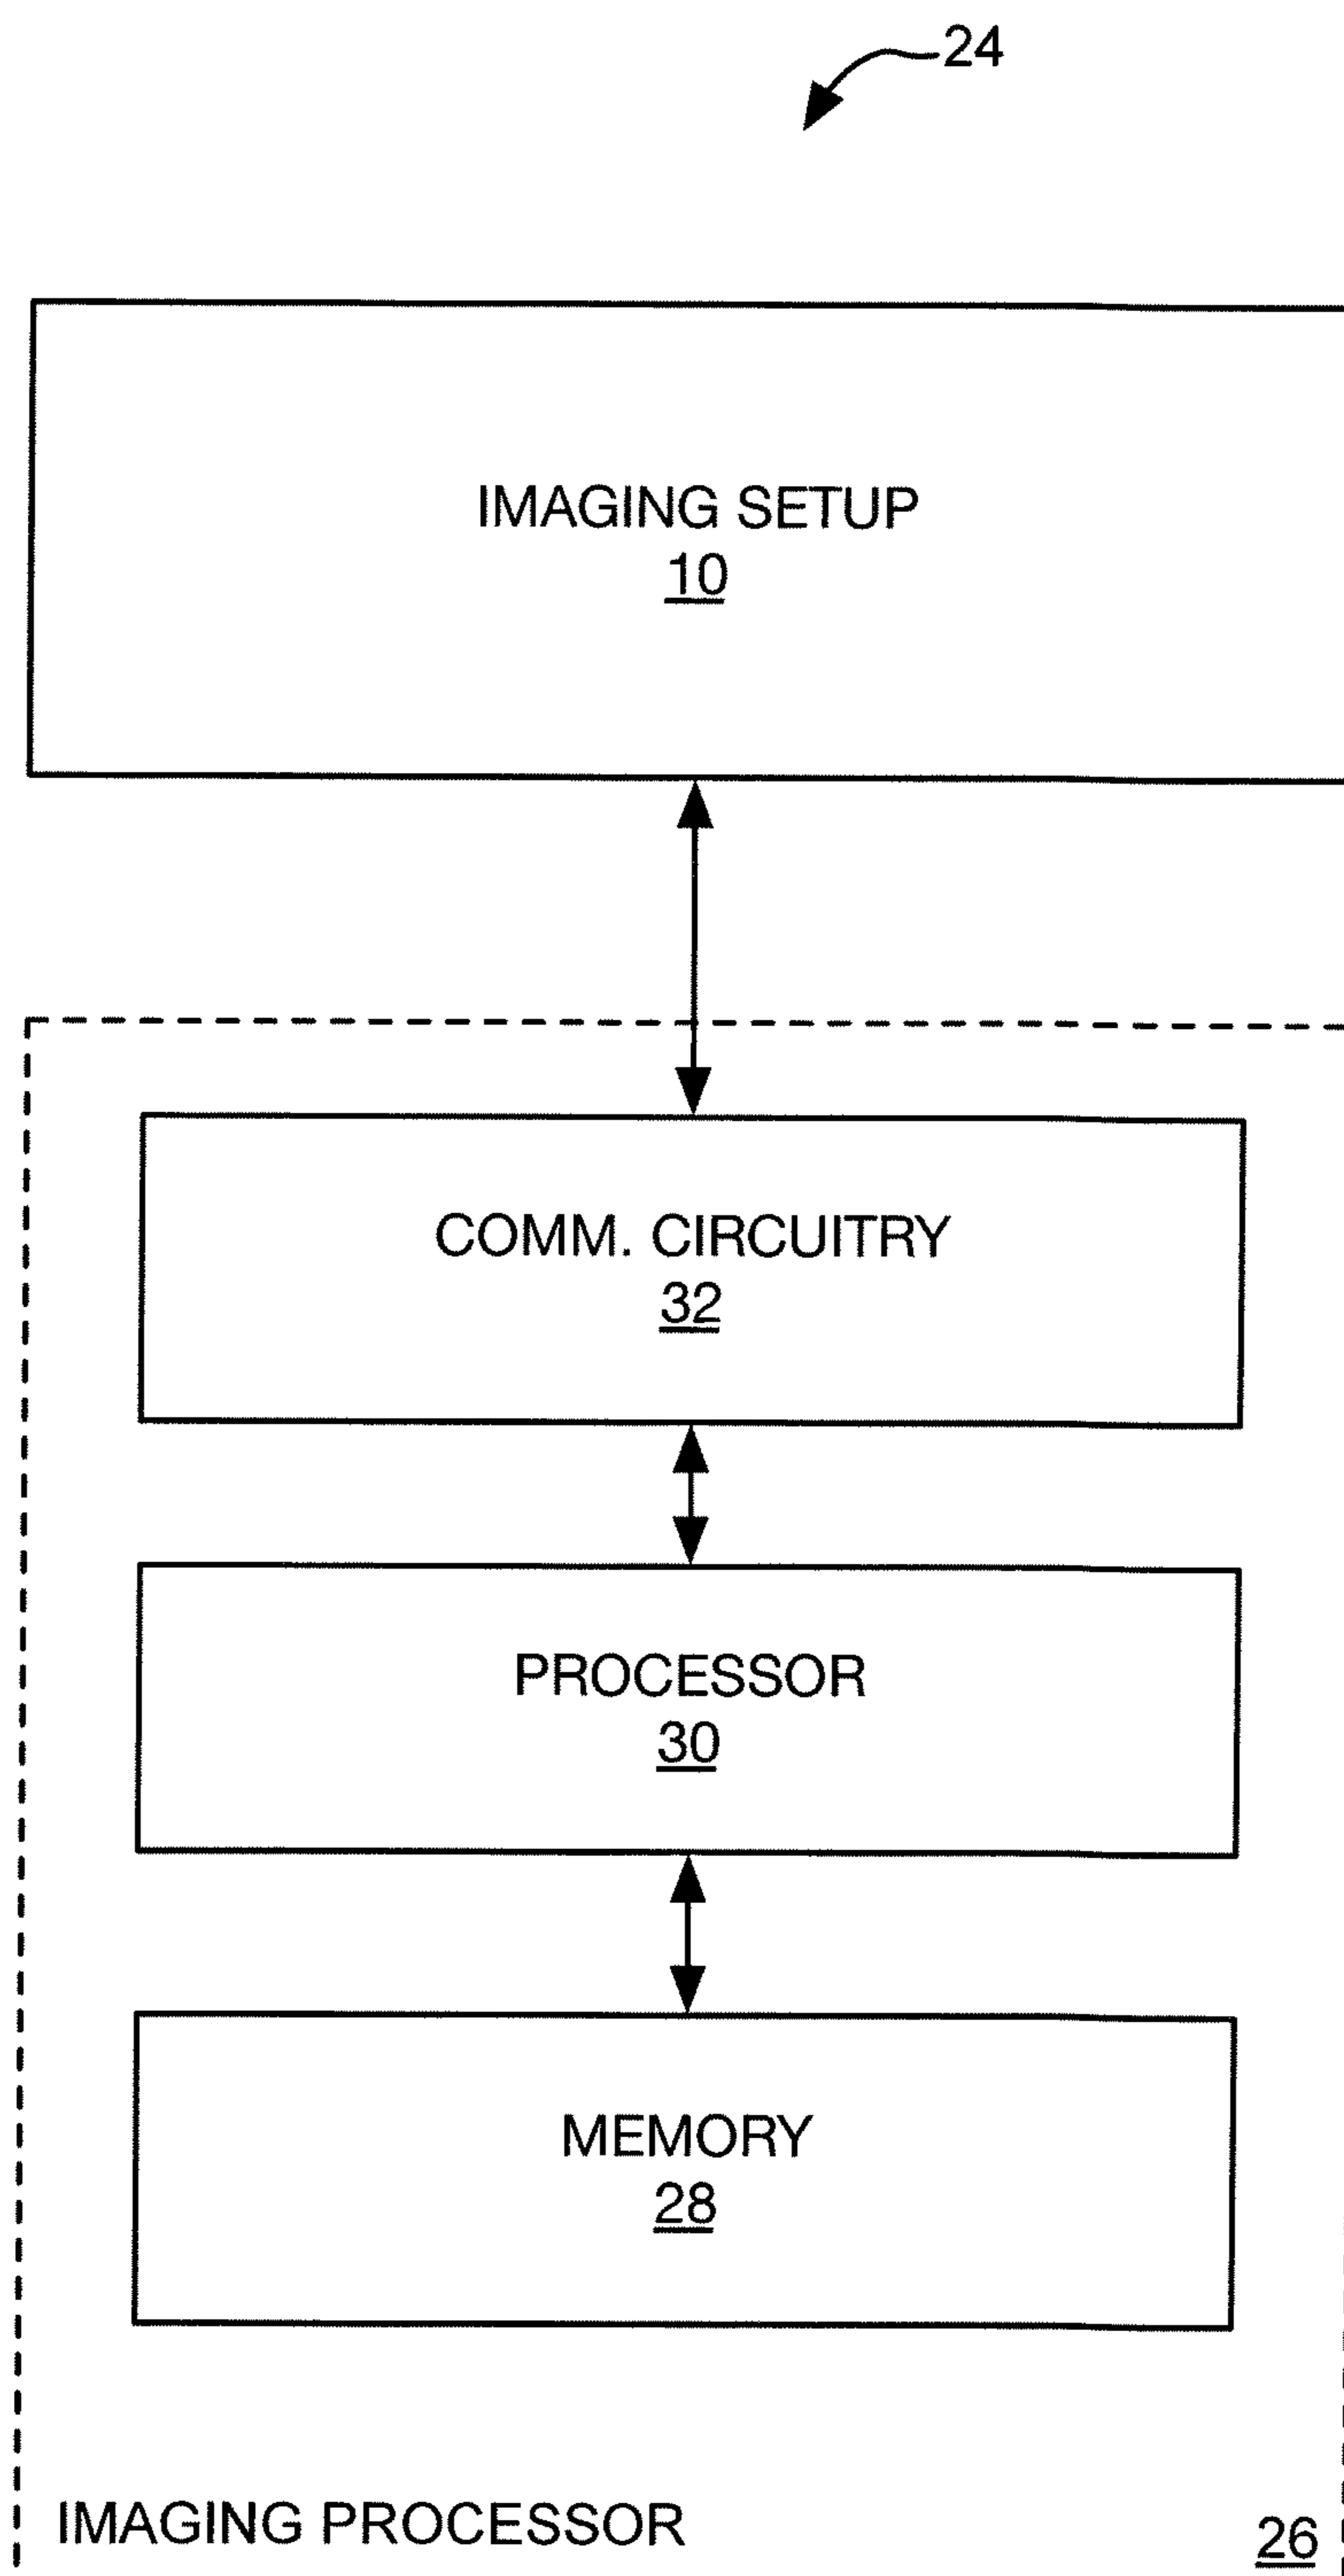 24
IMAGING SETUP
10
COMM. CIRCUITRY
32
PROCESSOR
30
MEMORY
28
IMAGING PROCESSOR
26